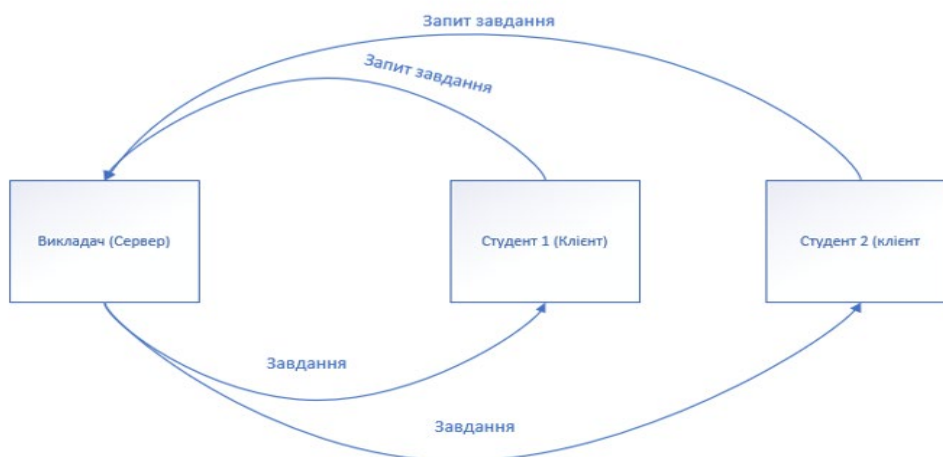 Запит завдання
Запит завдання
Викладач (Сервер)
Студент 1 (Клієнт)
Студент 2 (клієнт
Завдання
Завдання